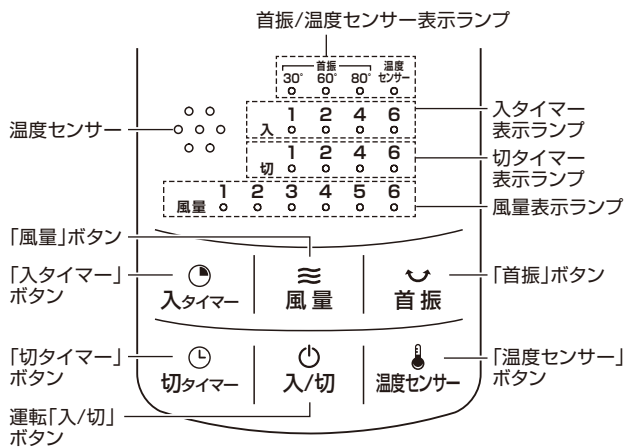 首振/温度センサー表示ランプ
首振
温度
センサー
30° 60° 80°
温度センサー
入 1 2 4 6
入タイマー
表示ランプ
切 1 2 4 6
切タイマー
表示ランプ
風量 1 2 3 4 5 6
風量表示ランプ
「風量」ボタン
「入タイマー」
ボタン
入タイマー
風量
首振
「首振」ボタン
「切タイマー」
ボタン
切タイマー
入/切
温度センサー
「温度センサー」
ボタン
運転「入/切」
ボタン